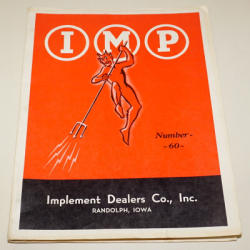 IMP
Number-
-60-
Implement Dealers Co., Inc.
RANDOLPH, IOWA